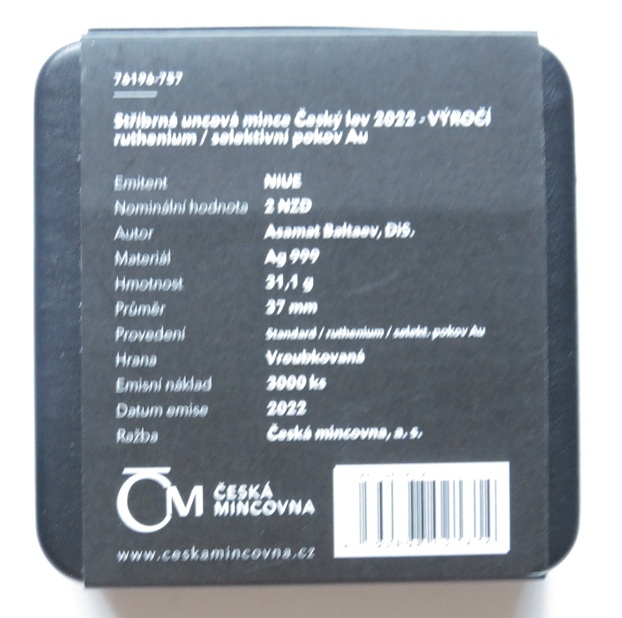 76196-757
Stříbrná uncová mince Český lev 2022 - VÝROČÍ
ruthenium / selektivní pokov Au
Emitent NIUE
Nominální hodnota 2 NZD
Autor Asamat Baltaev, DiS.
Materiál Ag 999
Hmotnost 31,1 g
Průměr 37 mm
Provedení Standard / ruthenium / selekt. pokov Au
Hrana Vroubkovaná
Emisní náklad 3000 ks
Datum emise 2022
Ražba Česká mincovna, a. s.
ČM ČESKÁ
MINCOVNA
www.ceskamincovna.cz